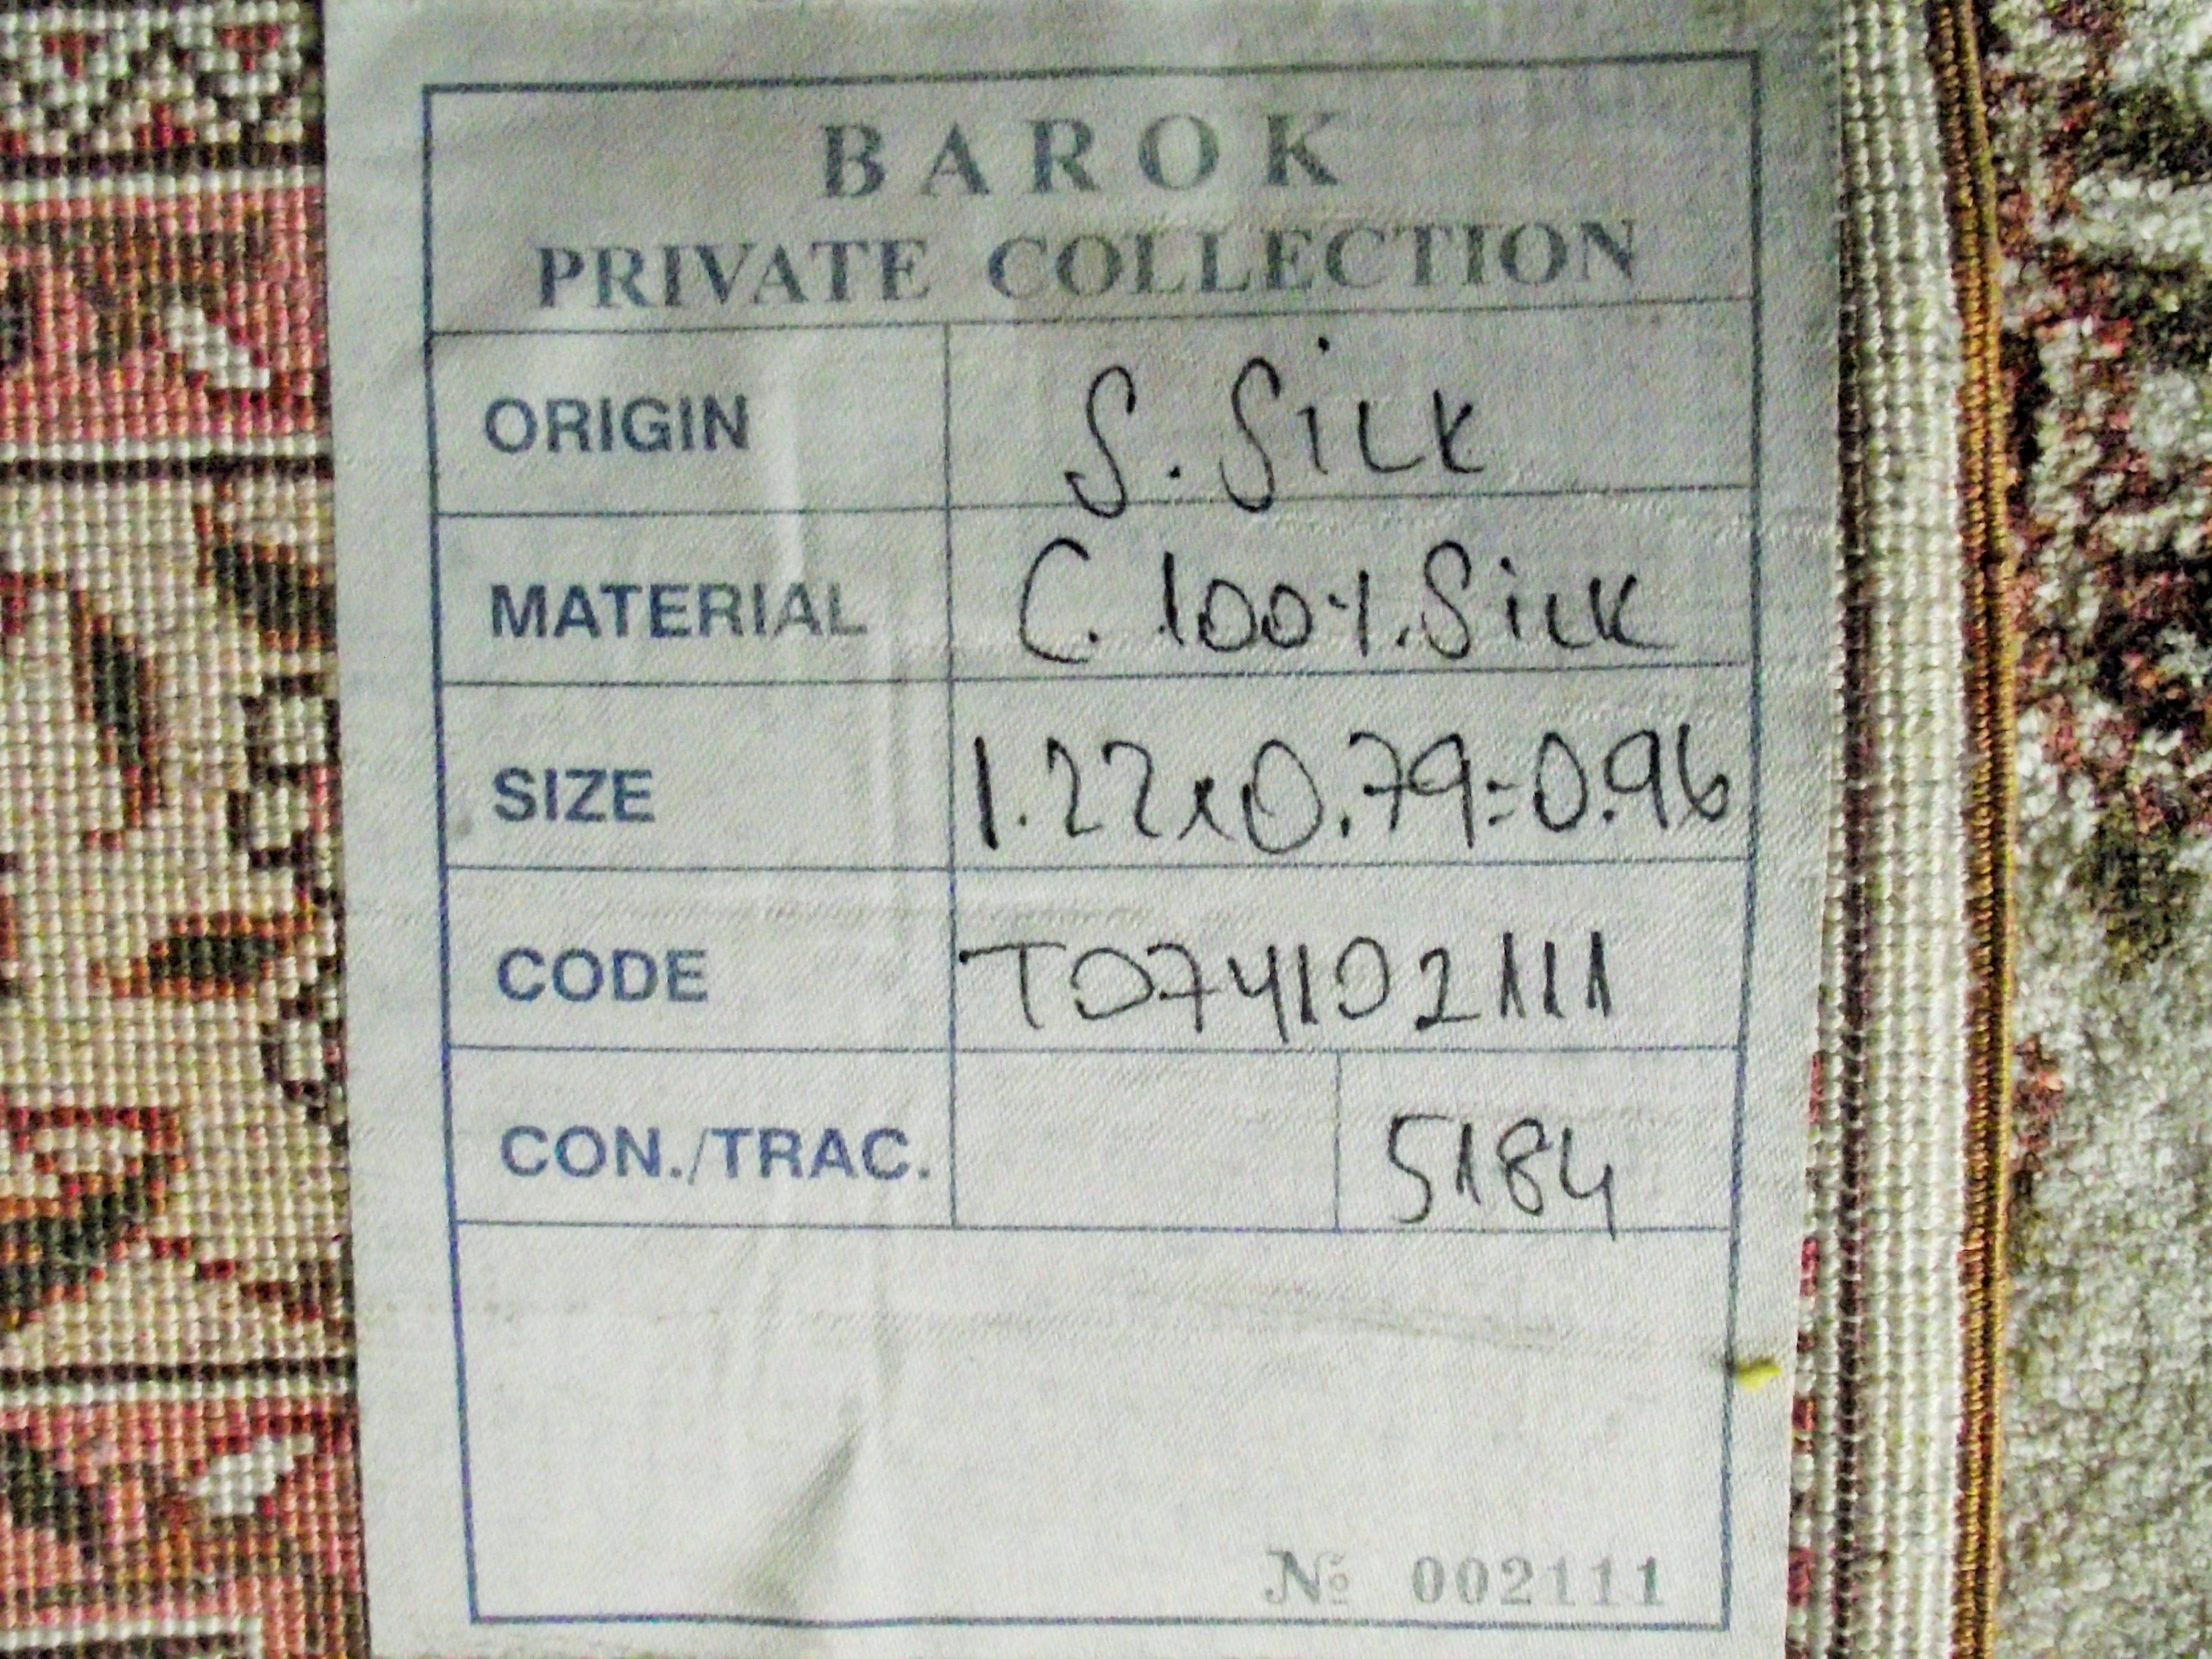 BAROK
PRIVATE COLLECTION
ORIGIN S. Silk
MATERIAL C. 100%. Silk
SIZE 1.22x0.79=0.96
CODE T074102111
CON./TRAC. 5184
№ 002111